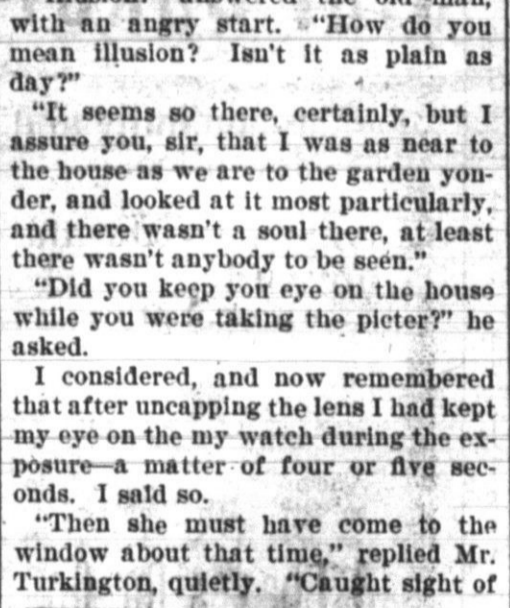 with an angry start. "How do you
mean illusion? Isn't it as plain as
day?"
"It seems so there, certainly, but I
assure you, sir, that I was as near to
the house as we are to the garden yon-
der, and looked at it most particularly,
and there wasn't a soul there, at least
there wasn't anybody to be seen."
"Did you keep you eye on the house
while you were taking the picter?" he
asked.
I considered, and now remembered
that after uncapping the lens I had kept
my eye on the my watch during the ex-
posure—a matter of four or five sec-
onds. I said so.
"Then she must have come to the
window about that time," replied Mr.
Turkington, quietly. "Caught sight of